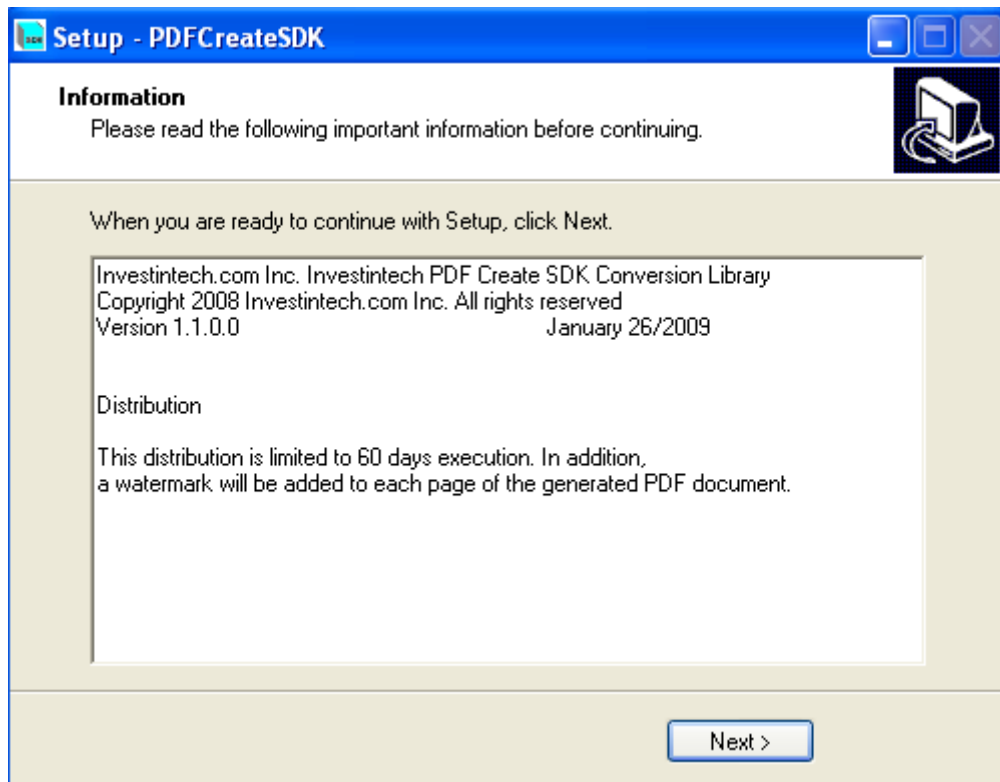 Setup - PDFCreateSDK
Information
Please read the following important information before continuing.
When you are ready to continue with Setup, click Next.
Investintech.com Inc. Investintech PDF Create SDK Conversion Library
Copyright 2008 Investintech.com Inc. All rights reserved
Version 1.1.0.0 January 26/2009
Distribution
This distribution is limited to 60 days execution. In addition,
a watermark will be added to each page of the generated PDF document.
Next >